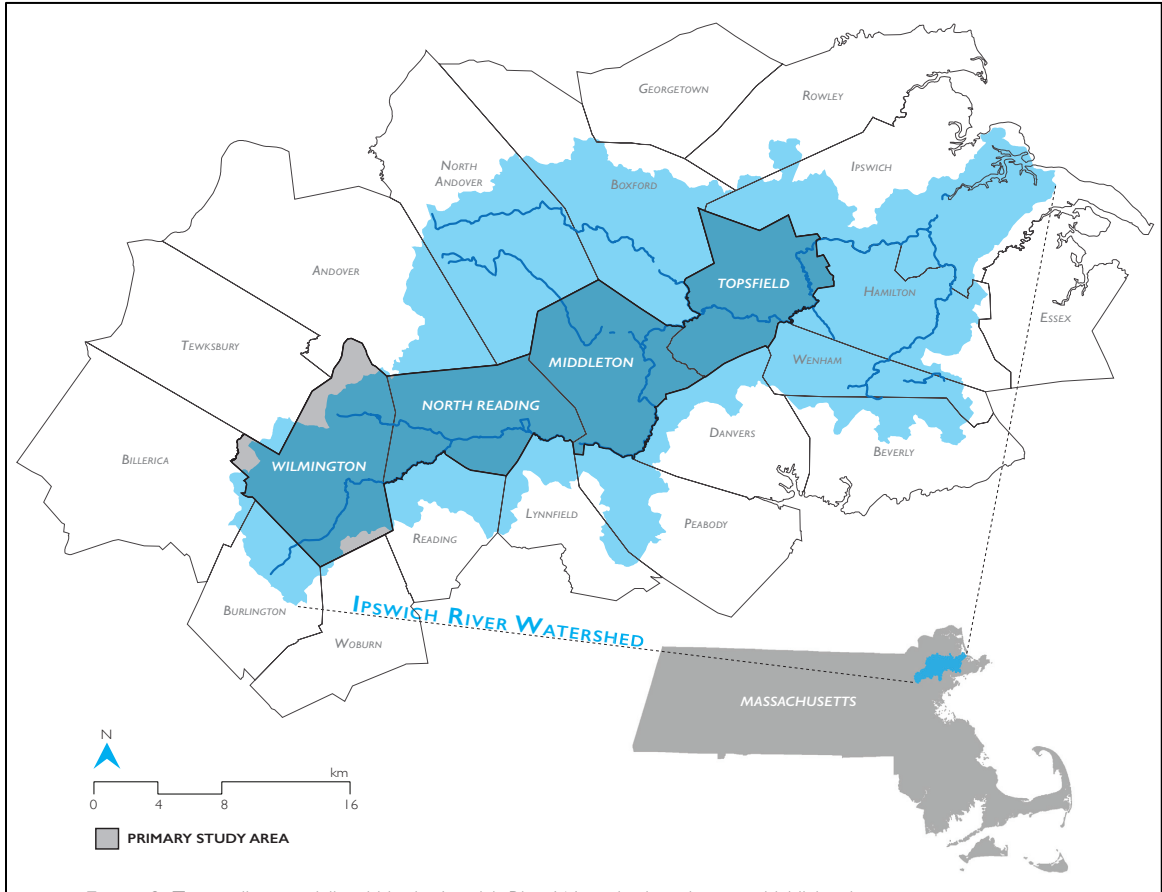 GEORGETOWN
ROWLEY
NORTH
ANDOVER
BOXFORD
IPSWICH
ANDOVER
TOPSFIELD
HAMILTON
ESSEX
TEWKSBURY
MIDDLETON
WENHAM
NORTH READING
DANVERS
BEVERLY
BILLERICA
WILMINGTON
LYNNFIELD
PEABODY
READING
BURLINGTON
WOBURN
IPSWICH RIVER WATERSHED
MASSACHUSETTS
N
km
0 4 8 16
PRIMARY STUDY AREA